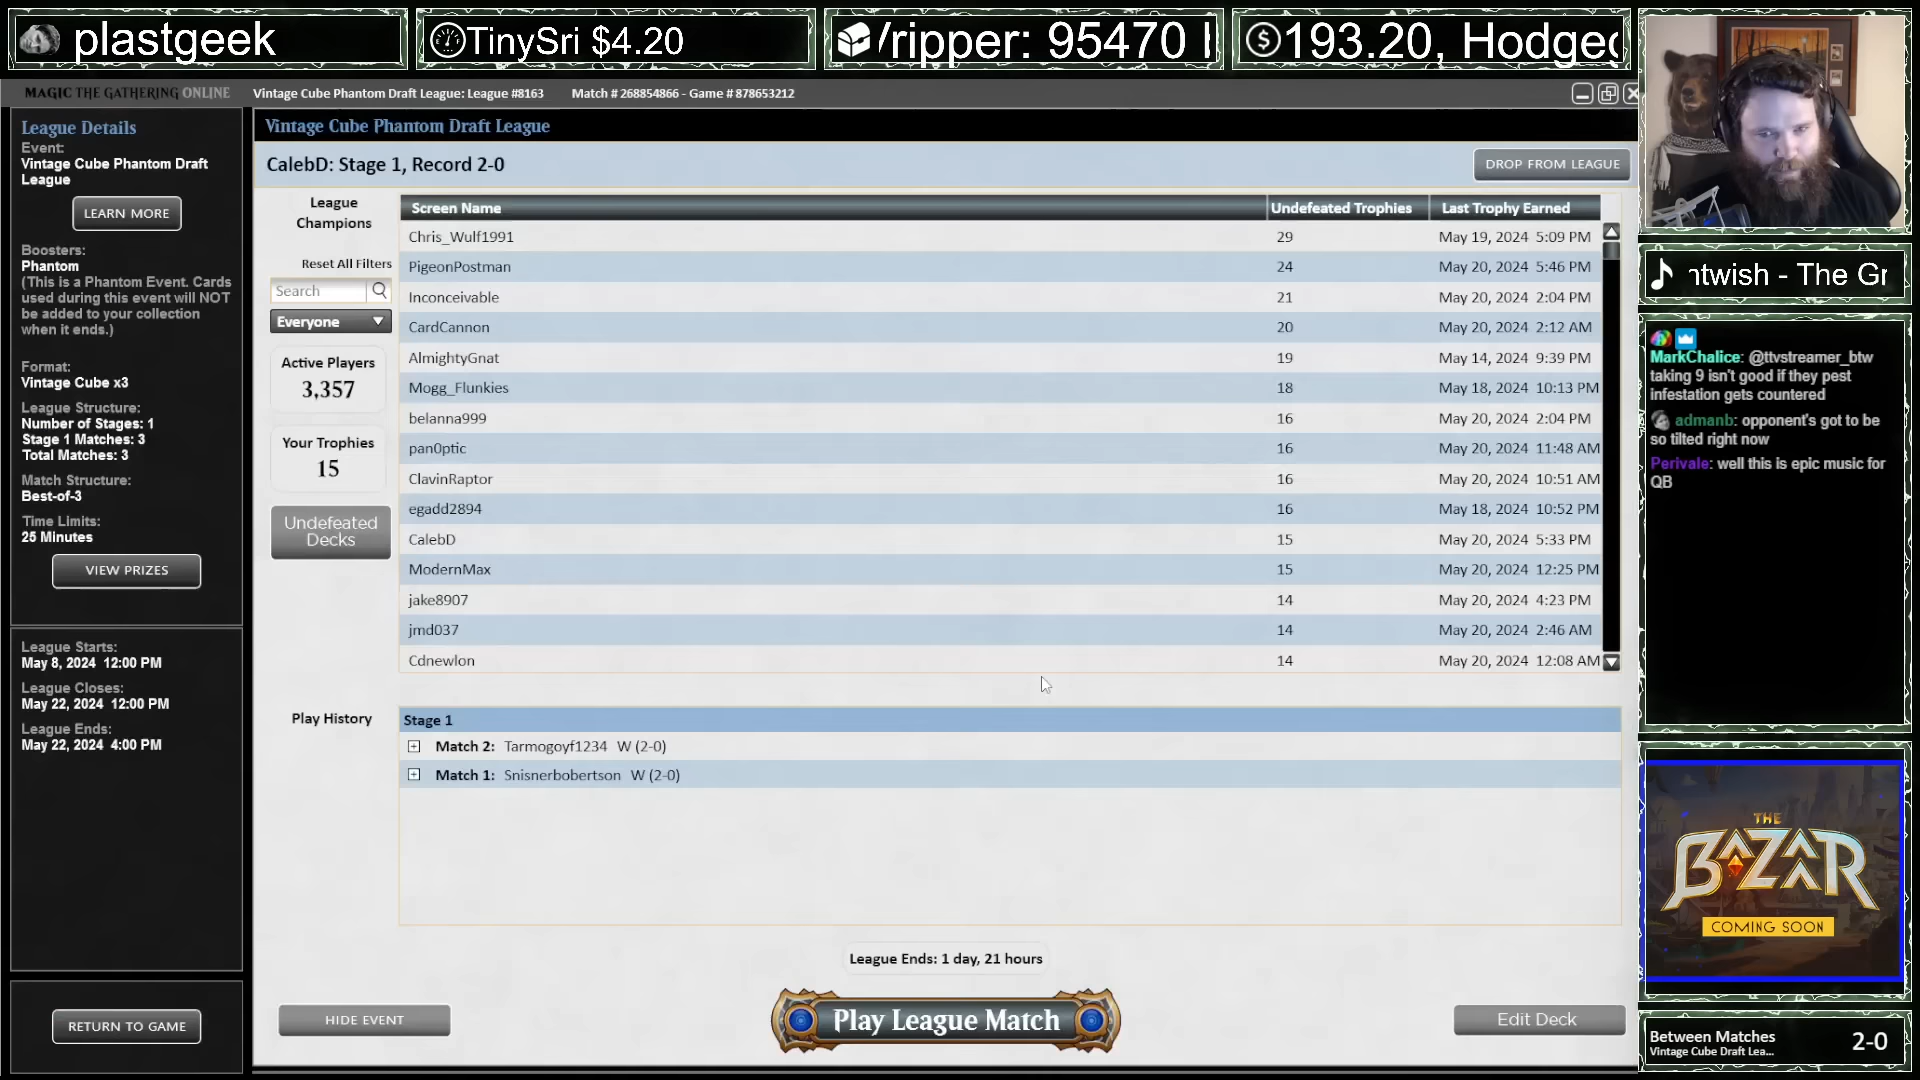 plastgeek
TinySri $4.20
/ripper: 95470
193.20, Hodge
MAGIC THE GATHERING ONLINE
Vintage Cube Phantom Draft League: League #8163
Match # 268854866 - Game # 878653212
League Details
Event:
Vintage Cube Phantom Draft
League
LEARN MORE
Boosters:
Phantom
(This is a Phantom Event. Cards
used during this event will NOT
be added to your collection
when it ends.)
Format:
Vintage Cube x3
League Structure:
Number of Stages: 1
Stage 1 Matches: 3
Total Matches: 3
Match Structure:
Best-of-3
Time Limits:
25 Minutes
VIEW PRIZES
League Starts:
May 8, 2024 12:00 PM
League Closes:
May 22, 2024 12:00 PM
League Ends:
May 22, 2024 4:00 PM
RETURN TO GAME
Vintage Cube Phantom Draft League
CalebD: Stage 1, Record 2-0
DROP FROM LEAGUE
League
Champions
Reset All Filters
Search
Everyone
Active Players
3,357
Your Trophies
15
Undefeated
Decks
Screen Name Undefeated Trophies Last Trophy Earned
Chris_Wulf1991 29 May 19, 2024 5:09 PM
PigeonPostman 24 May 20, 2024 5:46 PM
Inconceivable 21 May 20, 2024 2:04 PM
CardCannon 20 May 20, 2024 2:12 AM
AlmightyGnat 19 May 14, 2024 9:39 PM
Mogg_Flunkies 18 May 18, 2024 10:13 PM
belanna999 16 May 20, 2024 2:04 PM
pan0ptic 16 May 20, 2024 11:48 AM
ClavinRaptor 16 May 20, 2024 10:51 AM
egadd2894 16 May 18, 2024 10:52 PM
CalebD 15 May 20, 2024 5:33 PM
ModernMax 15 May 20, 2024 12:25 PM
jake8907 14 May 20, 2024 4:23 PM
jmd037 14 May 20, 2024 2:46 AM
Cdnewlon 14 May 20, 2024 12:08 AM
Play History
Stage 1
Match 2: Tarmogoyf1234 W (2-0)
Match 1: Snisnerbobertson W (2-0)
League Ends: 1 day, 21 hours
HIDE EVENT
Play League Match
Edit Deck
ntwish - The Gr
MarkChalice: @ttvstreamer_btw
taking 9 isn't good if they pest
infestation gets countered
admanb: opponent's got to be
so tilted right now
Perivale: well this is epic music for
QB
THE
BAZAAR
COMING SOON
Between Matches
Vintage Cube Draft Lea...
2-0